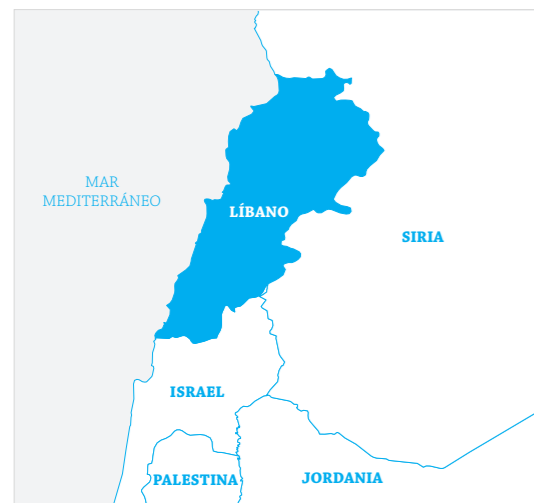 MAR
MEDITERRÁNEO
LÍBANO
SIRIA
ISRAEL
PALESTINA
JORDANIA